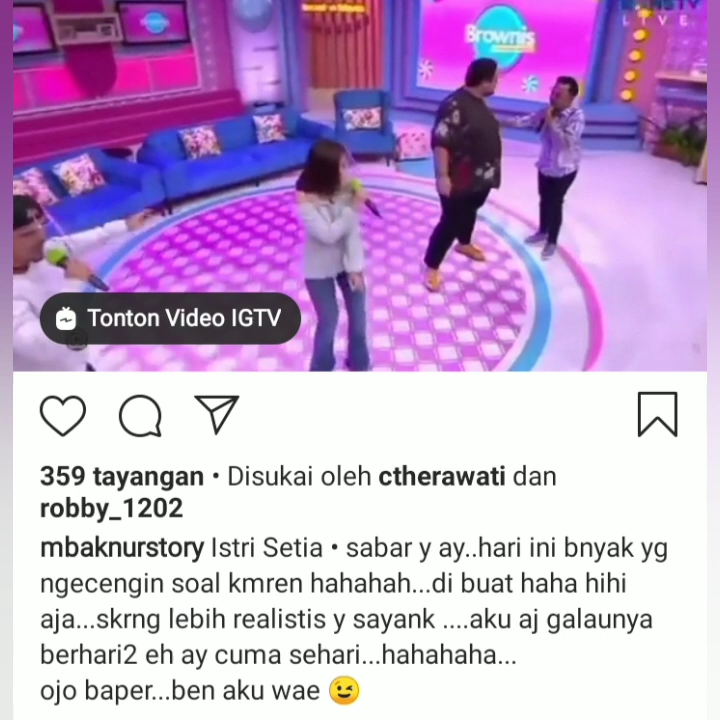 LIVE
Brownis
Tonton Video IGTV
359 tayangan • Disukai oleh ctherawati dan
robby_1202
mbaknurstory Istri Setia • sabar y ay..hari ini bnyak yg
ngecengin soal kmren hahahah...di buat haha hihi
aja...skrng lebih realistis y sayank ....aku aj galaunya
berhari2 eh ay cuma sehari...hahahaha...
ojo baper...ben aku wae 😉